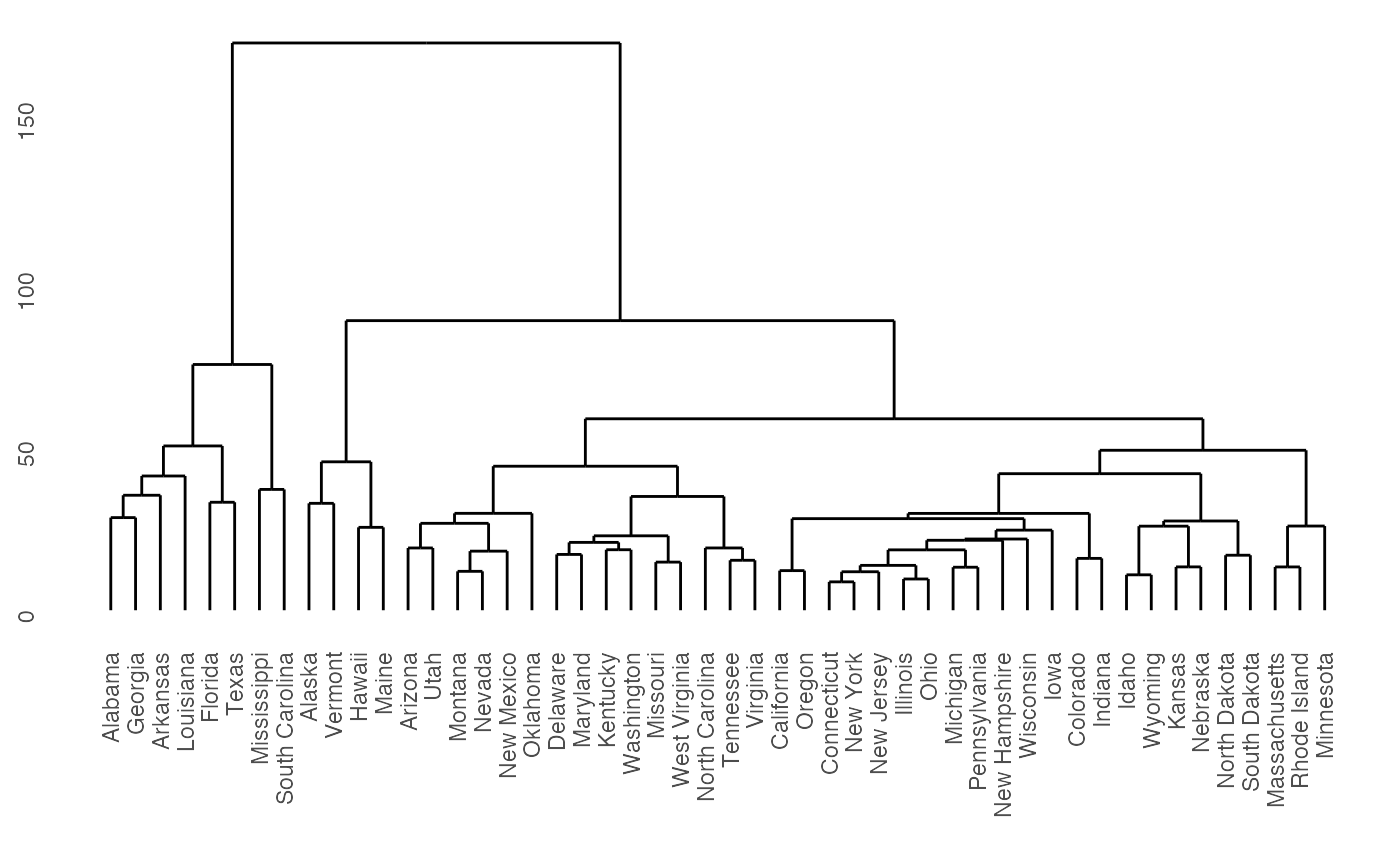 150
100
50
0
Alabama
Georgia
Arkansas
Louisiana
Florida
Texas
Mississippi
South Carolina
Alaska
Vermont
Hawaii
Maine
Arizona
Utah
Montana
Nevada
New Mexico
Oklahoma
Delaware
Maryland
Kentucky
Washington
Missouri
West Virginia
North Carolina
Tennessee
Virginia
California
Oregon
Connecticut
New York
New Jersey
Illinois
Ohio
Michigan
Pennsylvania
New Hampshire
Wisconsin
Iowa
Colorado
Indiana
Idaho
Wyoming
Kansas
Nebraska
North Dakota
South Dakota
Massachusetts
Rhode Island
Minnesota